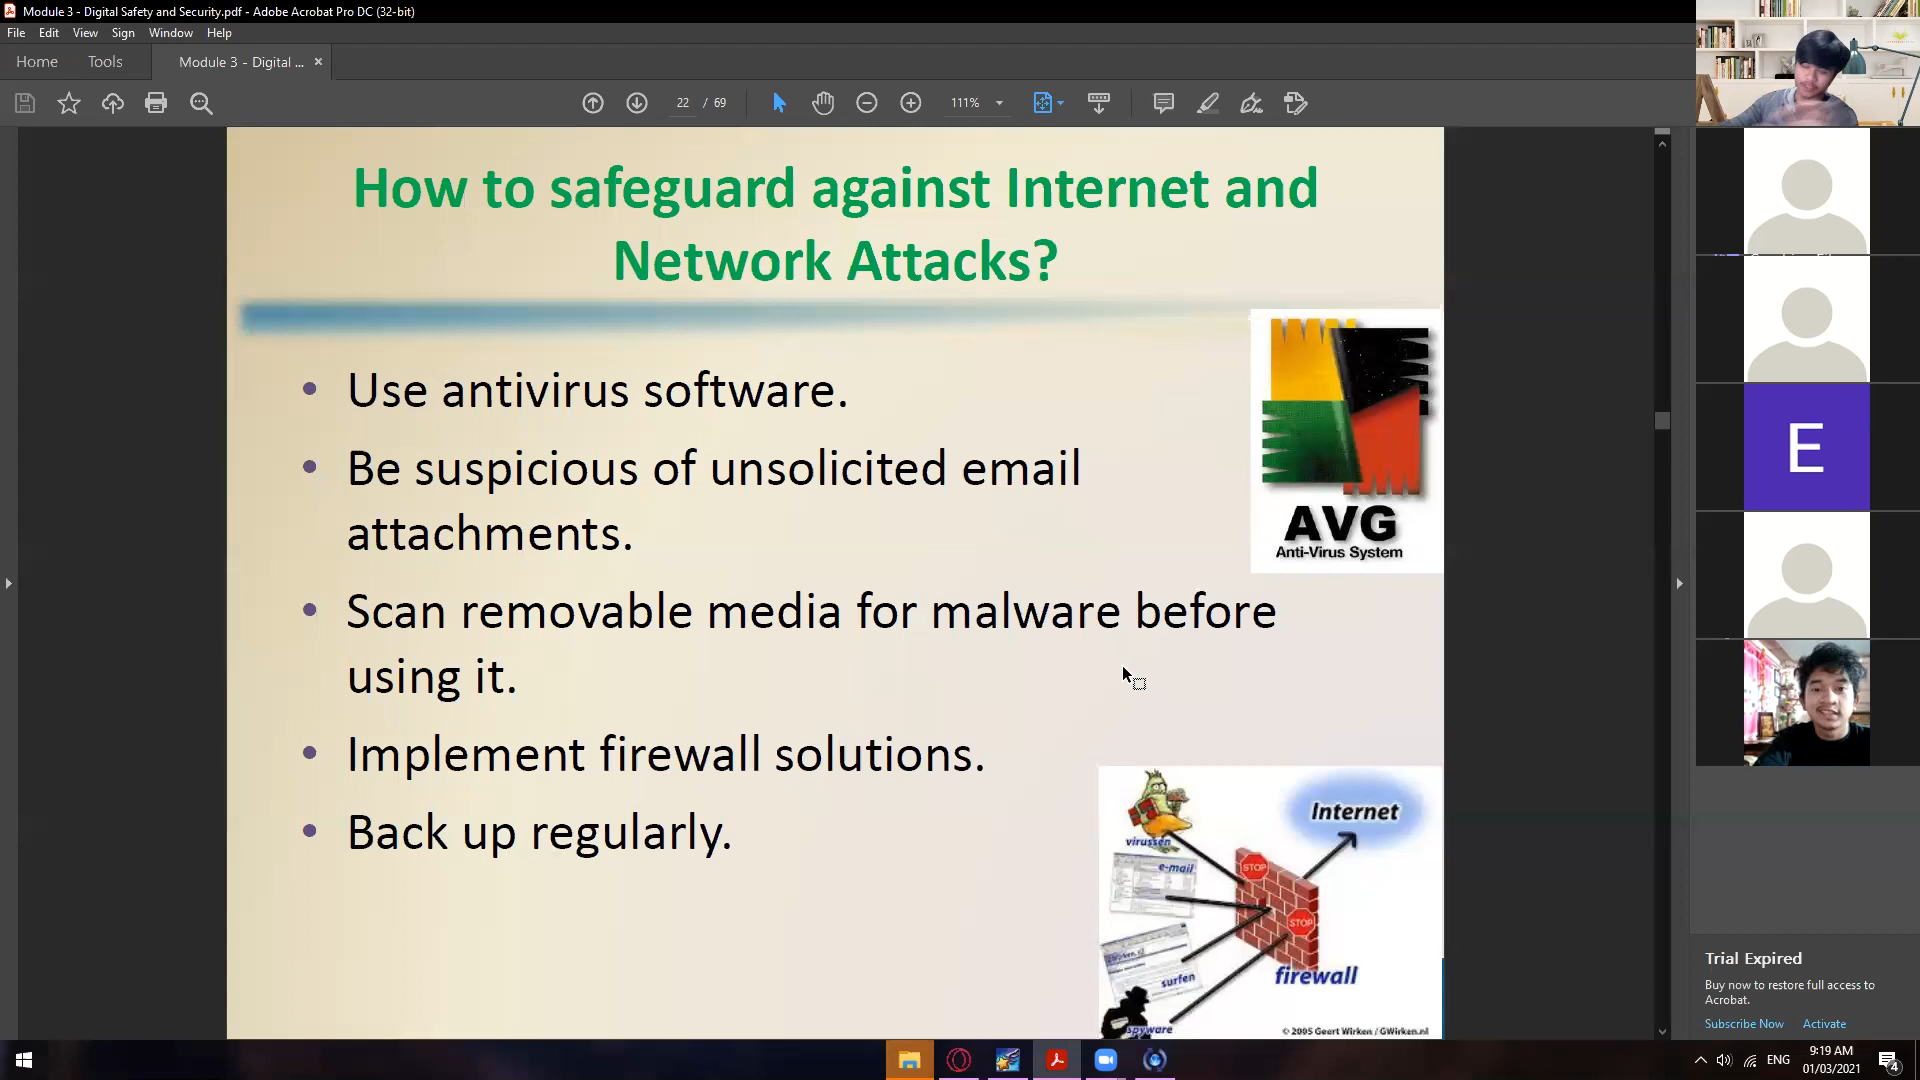 Module 3 - Digital Safety and Security.pdf - Adobe Acrobat Pro DC (32-bit)
File Edit View Sign Window Help
Home Tools Module 3 - Digital ... ×
22 / 69 111%
How to safeguard against Internet and
Network Attacks?
• Use antivirus software.
• Be suspicious of unsolicited email
attachments.
AVG
Anti-Virus System
• Scan removable media for malware before
using it.
• Implement firewall solutions.
• Back up regularly.
Internet
virussen
STOP
e-mail
STOP
surfen
firewall
spyware
© 2005 Geert Wirken / GWirken.nl
E
Trial Expired
Buy now to restore full access to
Acrobat.
Subscribe Now Activate
ENG
9:19 AM
01/03/2021
4